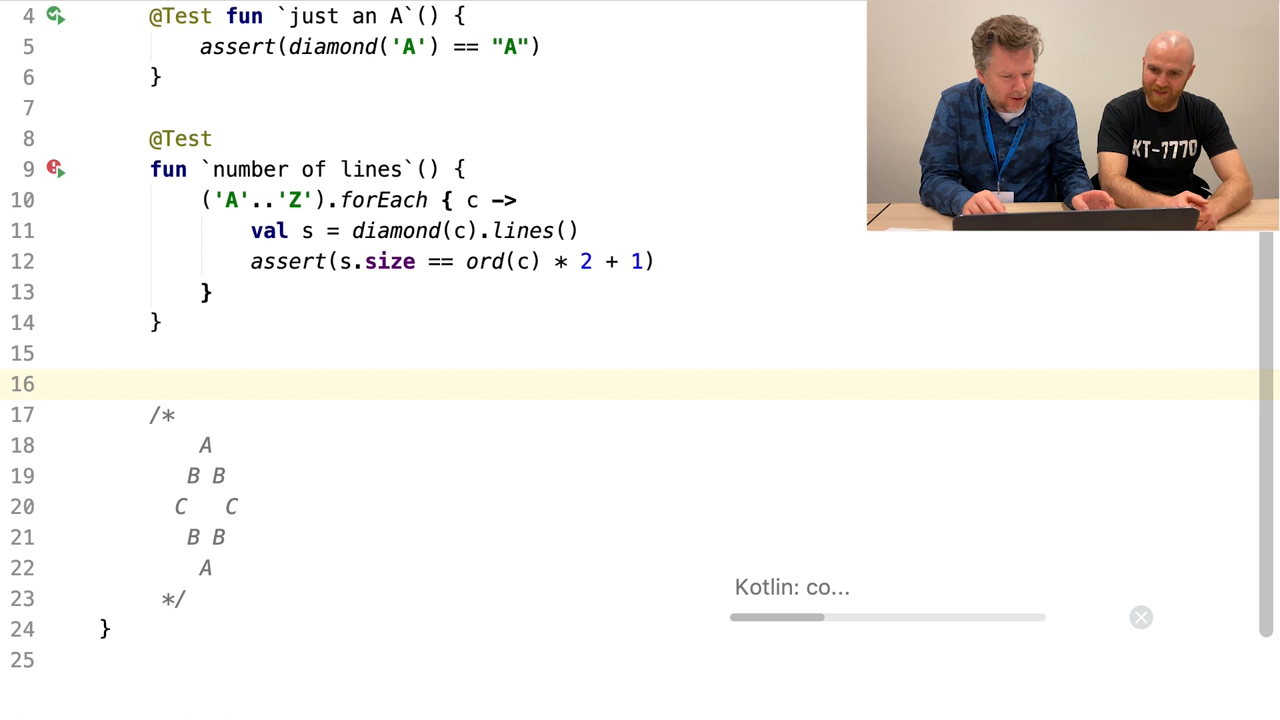 4 @Test fun `just an A`() {
5 assert(diamond('A') == "A")
6 }
7
8 @Test
9 fun `number of lines`() {
10 ('A'..'Z').forEach { c ->
11 val s = diamond(c).lines()
12 assert(s.size == ord(c) * 2 + 1)
13 }
14 }
15
16
17 /*
18 A
19 B B
20 C   C
21 B B
22 A
23 */
24 }
25
KT-7770
Kotlin: co...